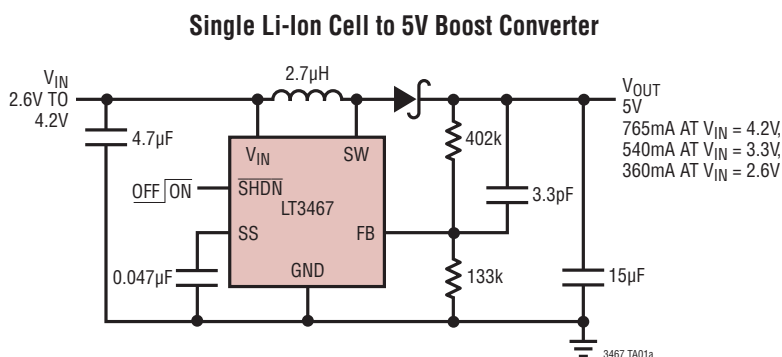 Single Li-Ion Cell to 5V Boost Converter
VIN
2.6V TO
4.2V
2.7µH
VOUT
5V
765mA AT VIN = 4.2V,
540mA AT VIN = 3.3V,
360mA AT VIN = 2.6V
4.7µF
VIN
SW
402k
OFF ON
SHDN
LT3467
3.3pF
SS
FB
0.047µF
GND
133k
15µF
3467 TA01a